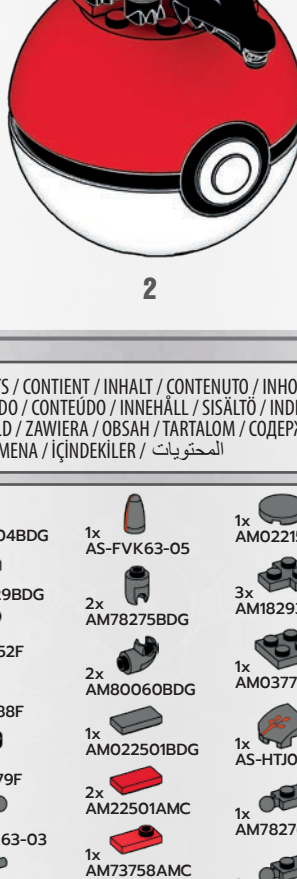 2
TS / CONTIENT / INHALT / CONTENUTO / INHO
DO / CONTEÚDO / INNEHÅLL / SISÄLTÖ / INDI
LD / ZAWIERA / OBSAH / TARTALOM / СОДЕРЖ
MENA / İÇİNDEKİLER / المحتويات
04BDG
29BDG
52F
38F
79F
63-03
1x
AS-FVK63-05
2x
AM78275BDG
2x
AM80060BDG
1x
AM022501BDG
2x
AM22501AMC
1x
AM73758AMC
1x
AM02215
3x
AM1829
1x
AM0377
1x
AS-HTJ0
1x
AM7827